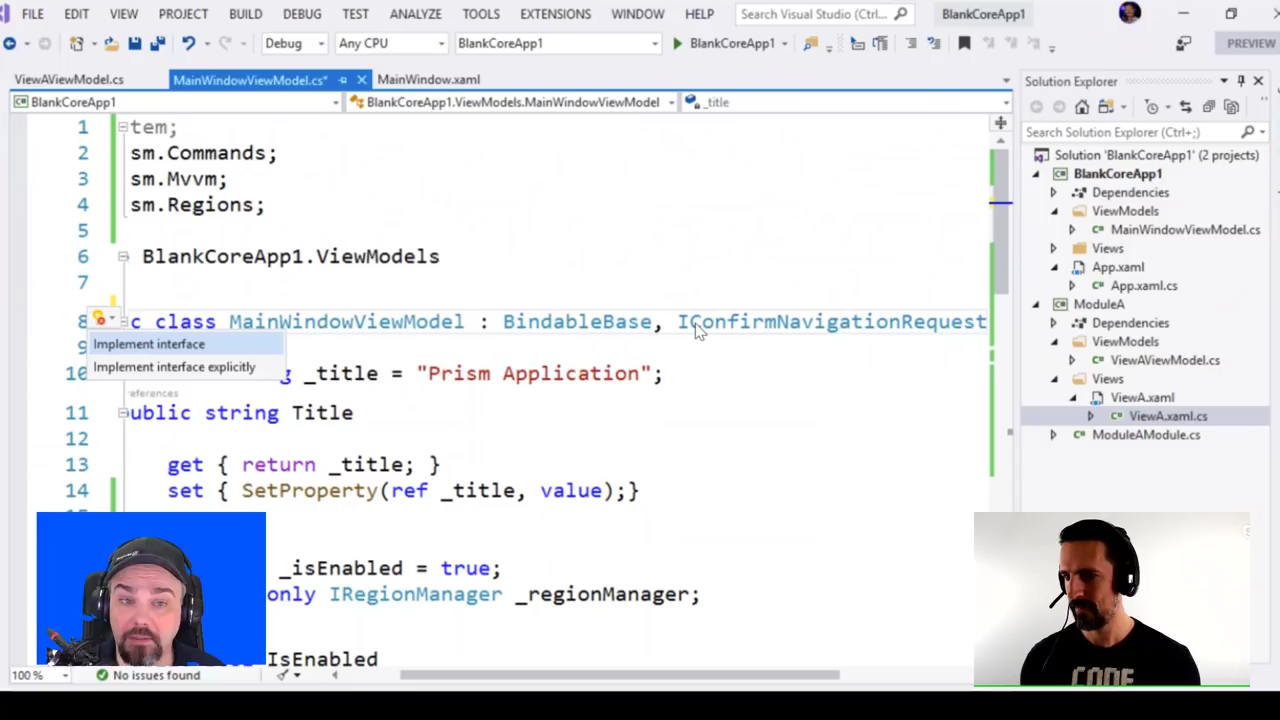 FILE EDIT VIEW PROJECT BUILD DEBUG TEST ANALYZE TOOLS EXTENSIONS WINDOW HELP Search Visual Studio (Ctrl+;) BlankCoreApp1
Debug Any CPU BlankCoreApp1 BlankCoreApp1 PREVIEW
ViewAViewModel.cs MainWindowViewModel.cs* MainWindow.xaml
BlankCoreApp1 BlankCoreApp1.ViewModels.MainWindowViewModel _title
1 tem;
2 sm.Commands;
3 sm.Mvvm;
4 sm.Regions;
5
6 BlankCoreApp1.ViewModels
7
8 c class MainWindowViewModel : BindableBase, IConfirmNavigationRequest
Implement interface
9
Implement interface explicitly
10 g _title = "Prism Application";
references
11 ublic string Title
12
13 get { return _title; }
14 set { SetProperty(ref _title, value);}
_isEnabled = true;
only IRegionManager _regionManager;
IsEnabled
100 % No issues found
Solution Explorer
Search Solution Explorer (Ctrl+;)
Solution 'BlankCoreApp1' (2 projects)
BlankCoreApp1
Dependencies
ViewModels
MainWindowViewModel.cs
Views
App.xaml
App.xaml.cs
ModuleA
Dependencies
ViewModels
ViewAViewModel.cs
Views
ViewA.xaml
ViewA.xaml.cs
ModuleAModule.cs
CODE